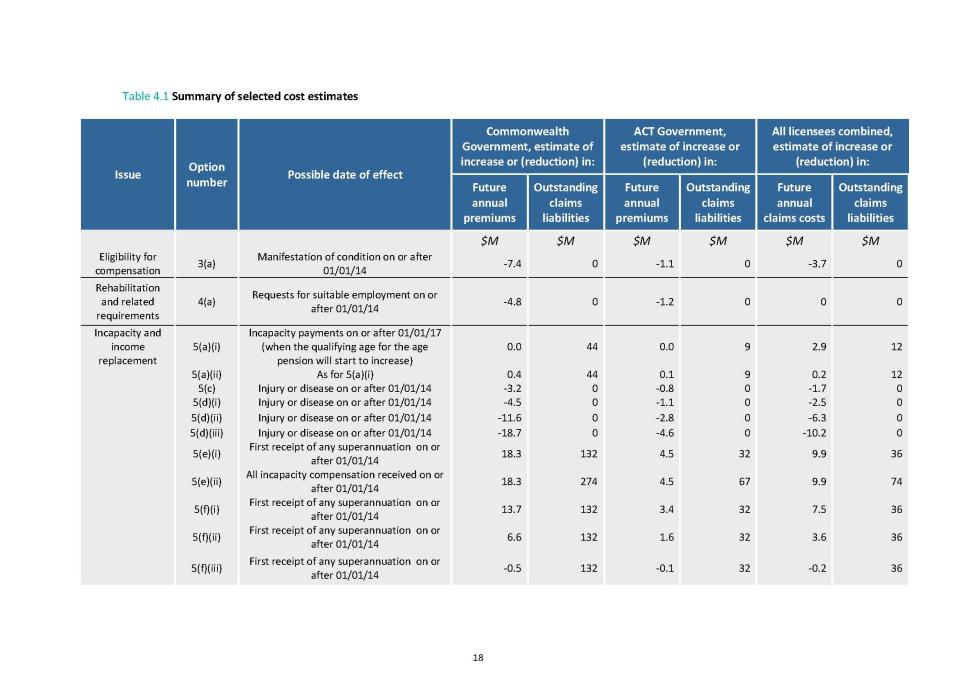 Table 4.1 Summary of selected cost estimates
Issue
Option
number
Possible date of effect
Commonwealth
Government, estimate of
increase or (reduction) in:
ACT Government,
estimate of increase or
(reduction) in:
All licensees combined,
estimate of increase or
(reduction) in:
Future
annual
premiums
Outstanding
claims
liabilities
Future
annual
premiums
Outstanding
claims
liabilities
Future
annual
claims costs
Outstanding
claims
liabilities
$M $M $M $M $M $M
Eligibility for
compensation
3(a)
Manifestation of condition on or after
01/01/14
-7.4 0 -1.1 0 -3.7 0
Rehabilitation
and related
requirements
4(a)
Requests for suitable employment on or
after 01/01/14
-4.8 0 -1.2 0 0 0
Incapacity and
income
replacement
5(a)(i)
Incapacity payments on or after 01/01/17
(when the qualifying age for the age
pension will start to increase)
0.0 44 0.0 9 2.9 12
5(a)(ii) As for 5(a)(i) 0.4 44 0.1 9 0.2 12
5(c) Injury or disease on or after 01/01/14 -3.2 0 -0.8 0 -1.7 0
5(d)(i) Injury or disease on or after 01/01/14 -4.5 0 -1.1 0 -2.5 0
5(d)(ii) Injury or disease on or after 01/01/14 -11.6 0 -2.8 0 -6.3 0
5(d)(iii) Injury or disease on or after 01/01/14 -18.7 0 -4.6 0 -10.2 0
5(e)(i)
First receipt of any superannuation on or
after 01/01/14
18.3 132 4.5 32 9.9 36
5(e)(ii)
All incapacity compensation received on or
after 01/01/14
18.3 274 4.5 67 9.9 74
5(f)(i)
First receipt of any superannuation on or
after 01/01/14
13.7 132 3.4 32 7.5 36
5(f)(ii)
First receipt of any superannuation on or
after 01/01/14
6.6 132 1.6 32 3.6 36
5(f)(iii)
First receipt of any superannuation on or
after 01/01/14
-0.5 132 -0.1 32 -0.2 36
18